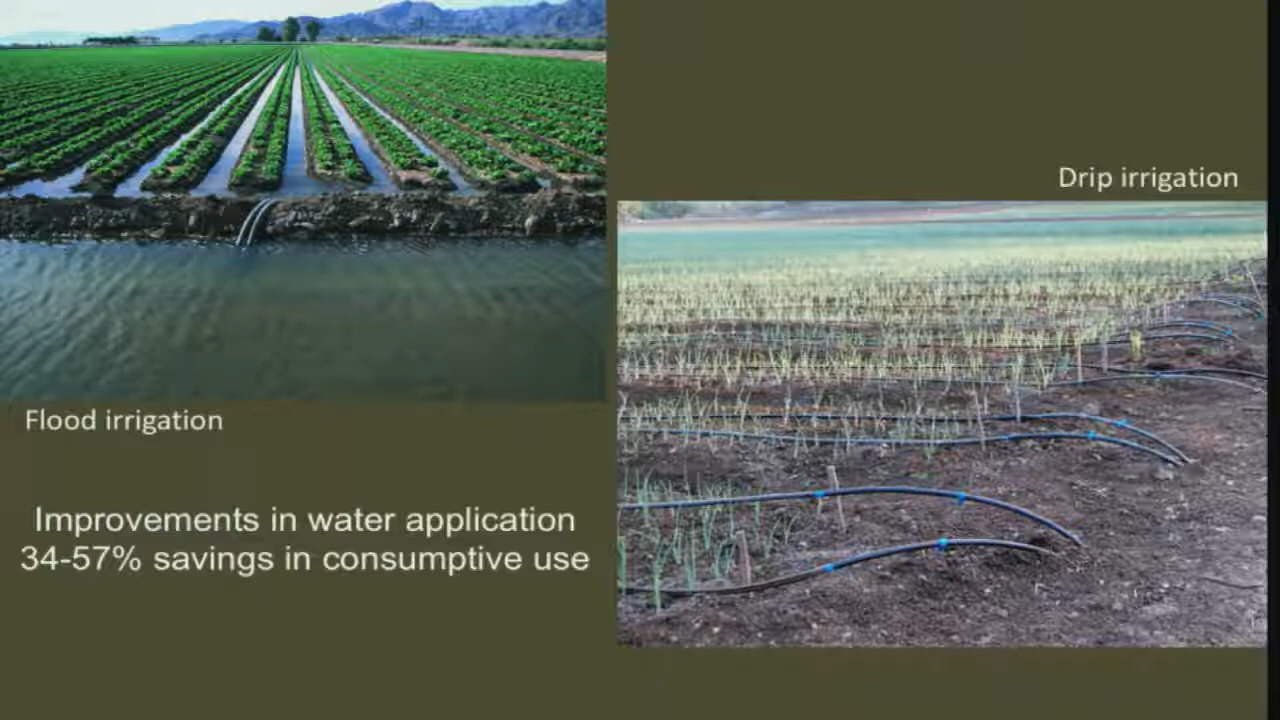 Drip irrigation
Flood irrigation
Improvements in water application
34-57% savings in consumptive use